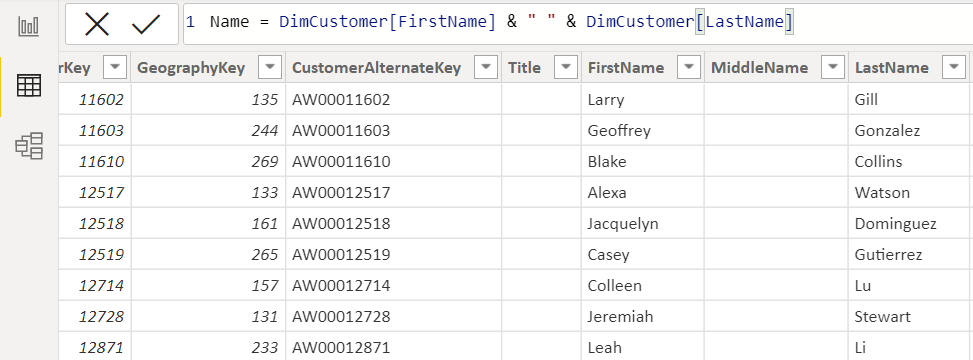 1 Name = DimCustomer[FirstName] & " " & DimCustomer[LastName]
rKey GeographyKey CustomerAlternateKey Title FirstName MiddleName LastName
11602 135 AW00011602 Larry Gill
11603 244 AW00011603 Geoffrey Gonzalez
11610 269 AW00011610 Blake Collins
12517 133 AW00012517 Alexa Watson
12518 161 AW00012518 Jacquelyn Dominguez
12519 265 AW00012519 Casey Gutierrez
12714 157 AW00012714 Colleen Lu
12728 131 AW00012728 Jeremiah Stewart
12871 233 AW00012871 Leah Li